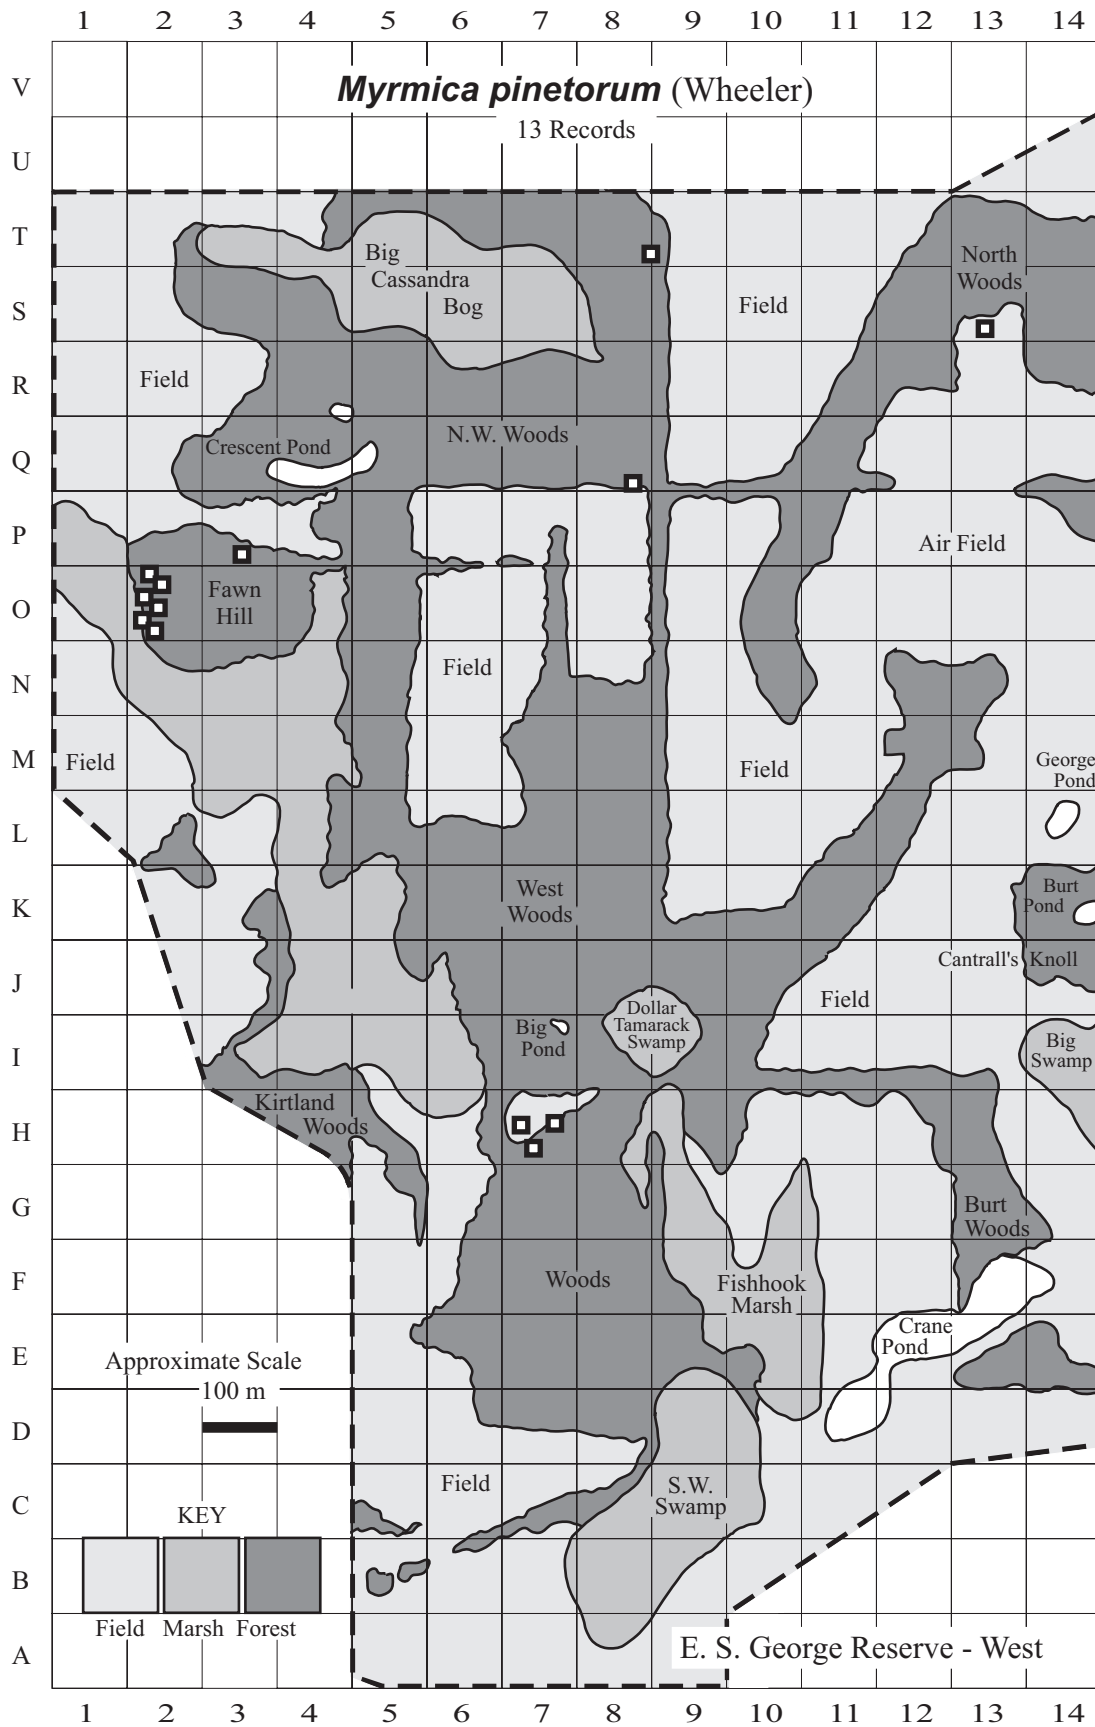 1 2 3 4 5 6 7 8 9 10 11 12 13 14
V
Myrmica pinetorum (Wheeler)
13 Records
U
T
Big
Cassandra
Bog
North
Woods
S
Field
R
Field
N.W. Woods
Crescent Pond
Q
P
Air Field
Fawn
Hill
O
Field
N
M
Field
Field
George
Pond
L
West
Woods
K
Burt
Pond
Cantrall's Knoll
J
Field
Dollar
Tamarack
Swamp
Big
Pond
Big
Swamp
I
Kirtland
Woods
H
G
Burt
Woods
Woods
Fishhook
Marsh
F
Crane
Pond
E
Approximate Scale
100 m
D
Field
S.W.
Swamp
C
KEY
B
Field Marsh Forest
A
E. S. George Reserve - West
1 2 3 4 5 6 7 8 9 10 11 12 13 14